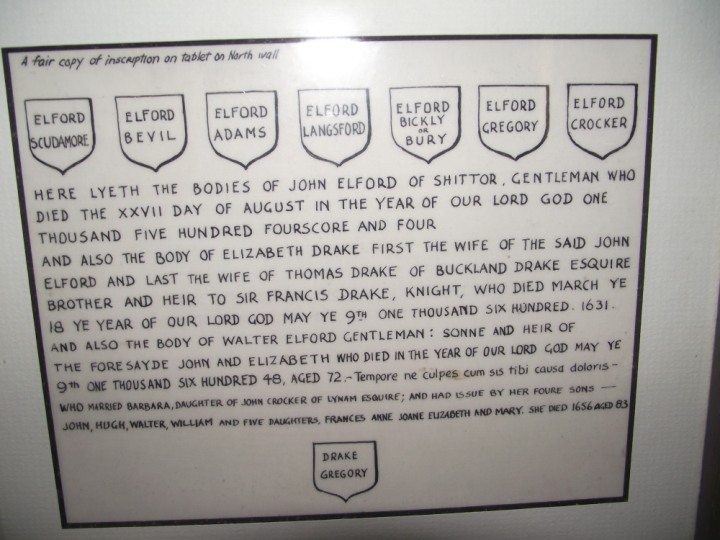 A fair copy of inscription on tablet on North wall
ELFORD SCUDAMORE
ELFORD BEVIL
ELFORD ADAMS
ELFORD LANGSFORD
ELFORD BICKLY OR BURY
ELFORD GREGORY
ELFORD CROCKER
HERE LYETH THE BODIES OF JOHN ELFORD OF SHITTOR, GENTLEMAN WHO
DIED THE XXVII DAY OF AUGUST IN THE YEAR OF OUR LORD GOD ONE
THOUSAND FIVE HUNDRED FOURSCORE AND FOUR
AND ALSO THE BODY OF ELIZABETH DRAKE FIRST THE WIFE OF THE SAID JOHN
ELFORD AND LAST THE WIFE OF THOMAS DRAKE OF BUCKLAND DRAKE ESQUIRE
BROTHER AND HEIR TO SIR FRANCIS DRAKE, KNIGHT, WHO DIED MARCH YE
18 YE YEAR OF OUR LORD GOD MAY YE 9TH ONE THOUSAND SIX HUNDRED. 1631.
AND ALSO THE BODY OF WALTER ELFORD GENTLEMAN: SONNE AND HEIR OF
THE FORESAYDE JOHN AND ELIZABETH WHO DIED IN THE YEAR OF OUR LORD GOD MAY YE
9th ONE THOUSAND SIX HUNDRED 48, AGED 72.- Tempore ne culpes cum sis tibi causa doloris -
WHO MARRIED BARBARA, DAUGHTER OF JOHN CROCKER OF LYNAM ESQUIRE; AND HAD ISSUE BY HER FOURE SONS —
JOHN, HUGH, WALTER, WILLIAM AND FIVE DAUGHTERS, FRANCES ANNE JOANE ELIZABETH AND MARY. SHE DIED 1656 AGED 83
DRAKE GREGORY